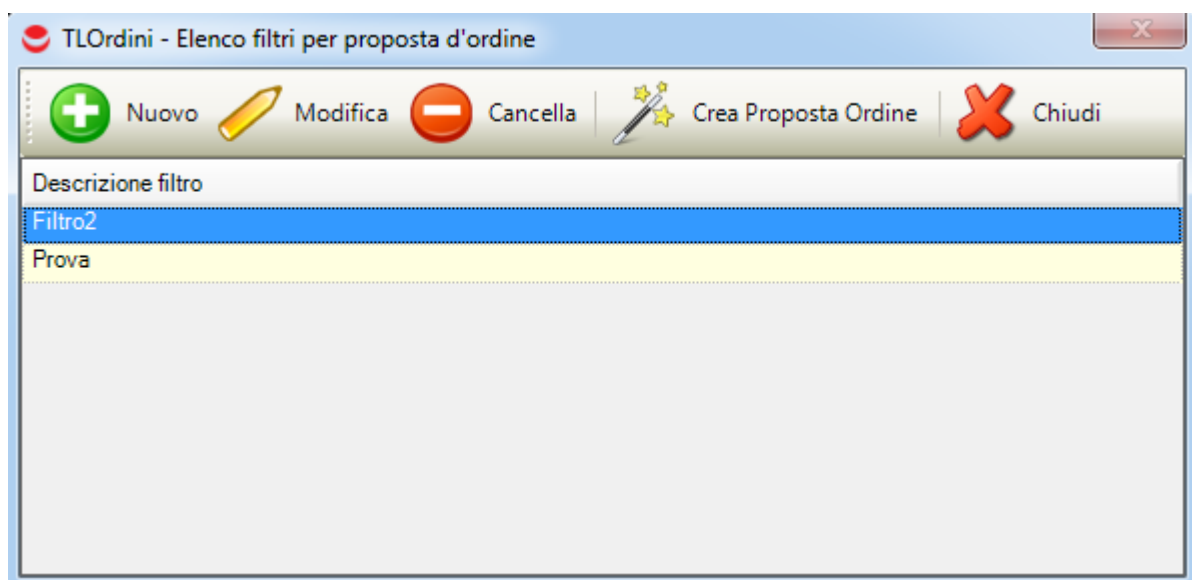 TLOrdini - Elenco filtri per proposta d'ordine
Nuovo Modifica Cancella Crea Proposta Ordine Chiudi
Descrizione filtro
Filtro2
Prova